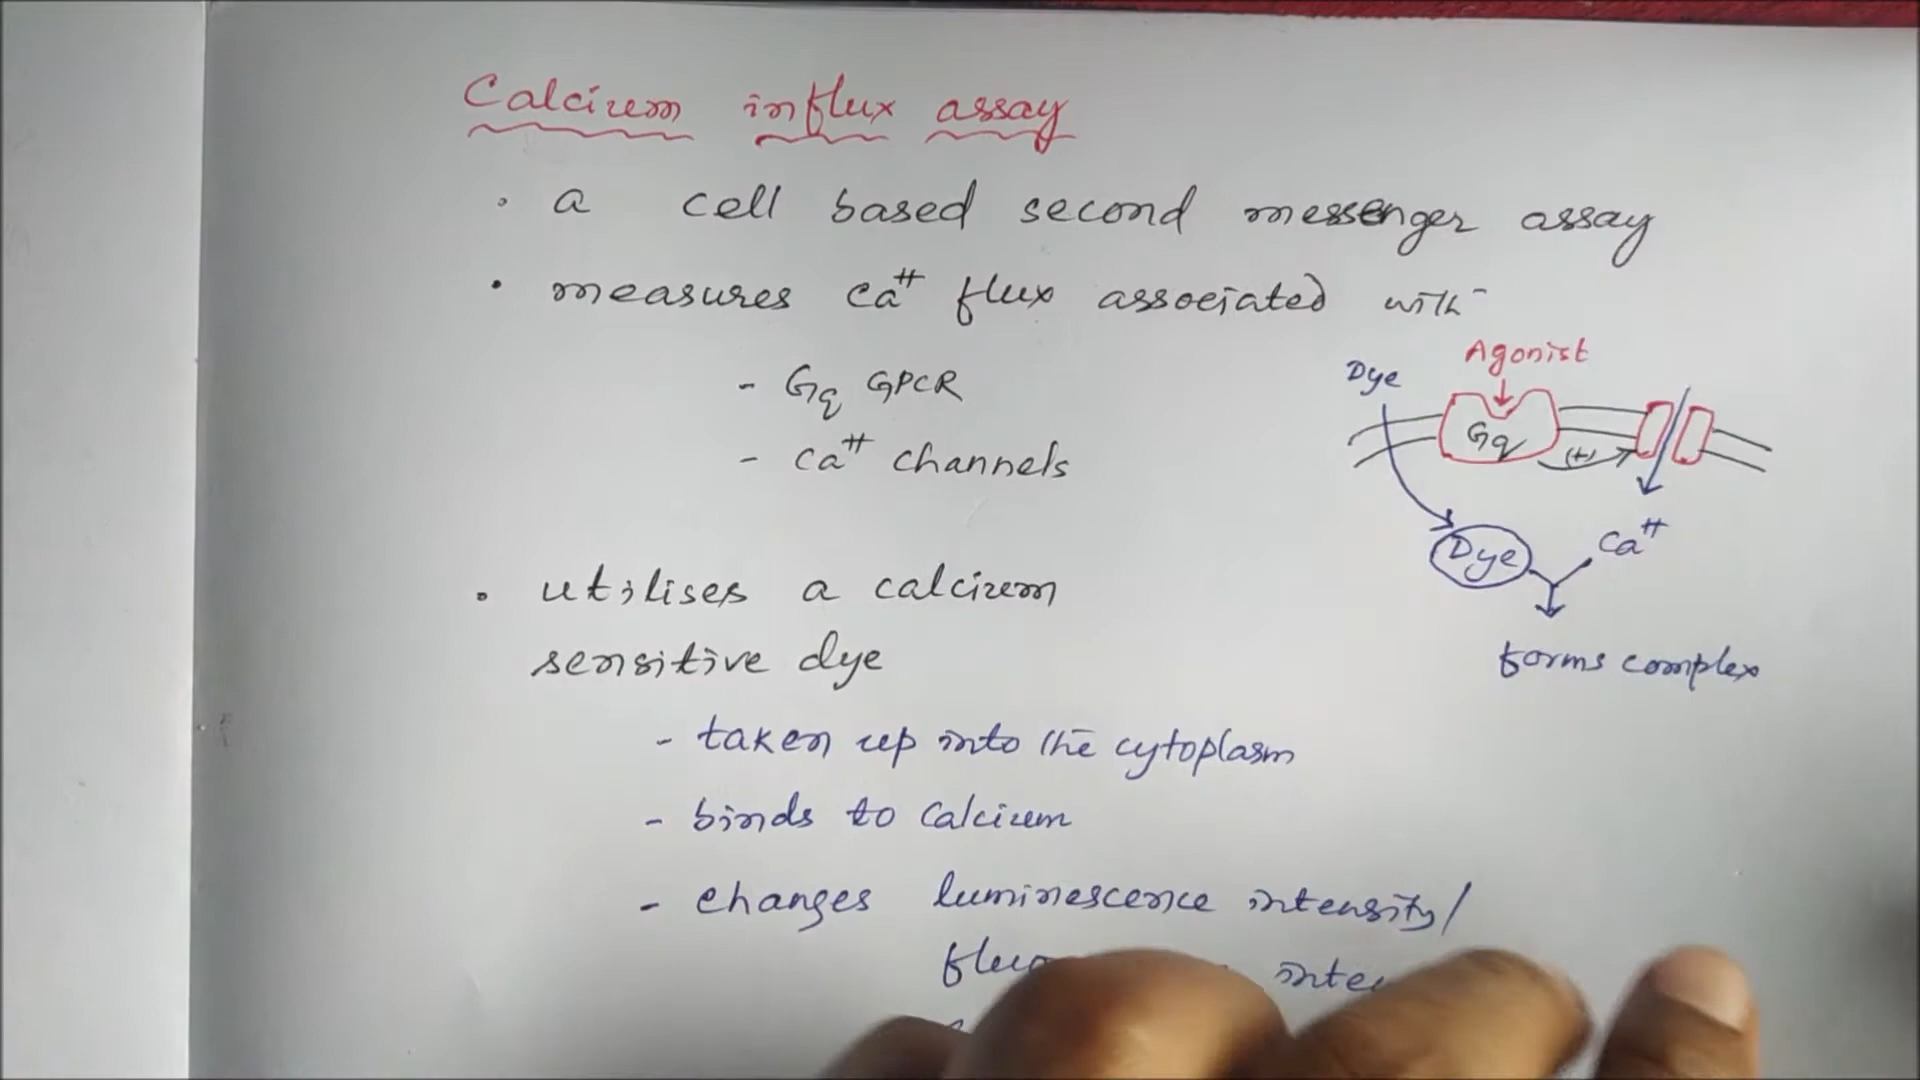 Calcium influx assay
· a cell based second messenger assay
· measures Ca++ flux associated with
- Gq GPCR
- Ca++ channels
Agonist
Dye
Gq
(+)
Dye
Ca++
forms complex
· utilises a calcium
sensitive dye
- taken up into the cytoplasm
- binds to calcium
- changes luminescence intensity/